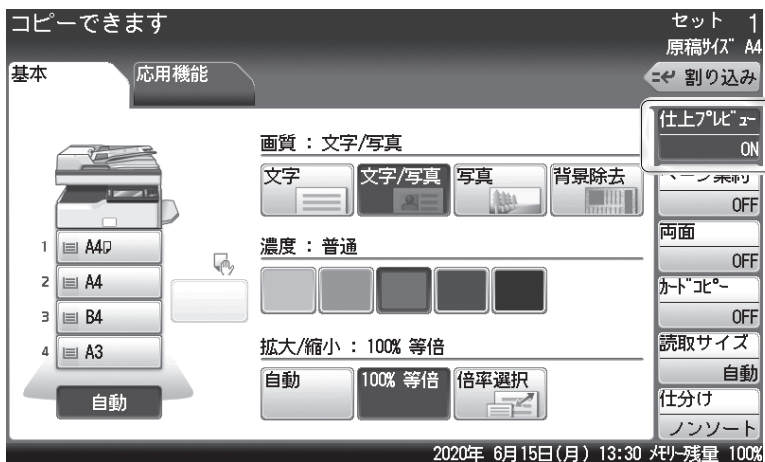 コピーできます
セット 1
原稿サイズ A4
基本
応用機能
割り込み
仕上プレビュー
ON
画質 : 文字/写真
文字
文字/写真
写真
背景除去
ページ集約
OFF
濃度 : 普通
両面
OFF
カードコピー
OFF
1 A4
2 A4
3 B4
4 A3
自動
拡大/縮小 : 100% 等倍
自動
100% 等倍
倍率選択
読取サイズ
自動
仕分け
ノンソート
2020年 6月15日(月) 13:30 メモリー残量 100%